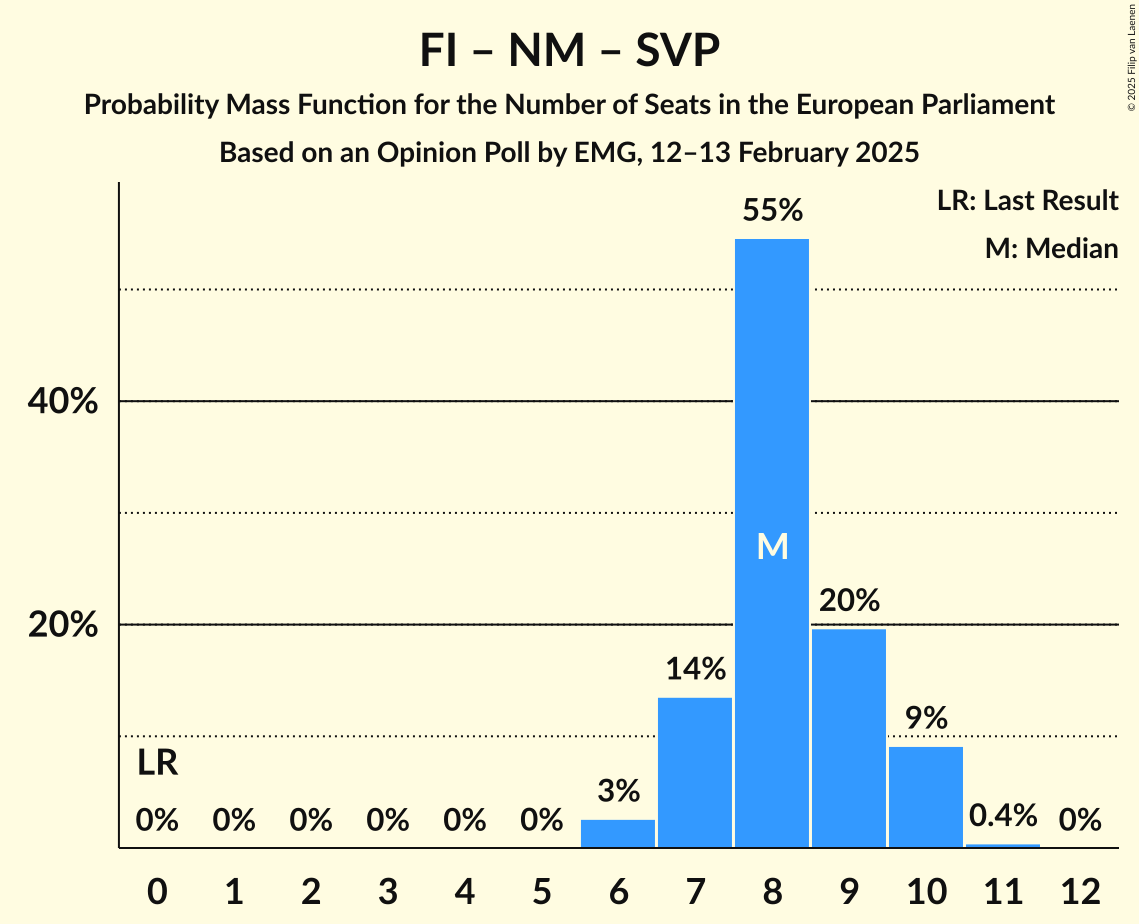 FI – NM – SVP
Probability Mass Function for the Number of Seats in the European Parliament
Based on an Opinion Poll by EMG, 12–13 February 2025
© 2025 Filip van Laenen
LR: Last Result
M: Median
55%
40%
M
20%
20%
14%
9%
LR
3%
0% 0% 0% 0% 0% 0% 0.4% 0%
0 1 2 3 4 5 6 7 8 9 10 11 12